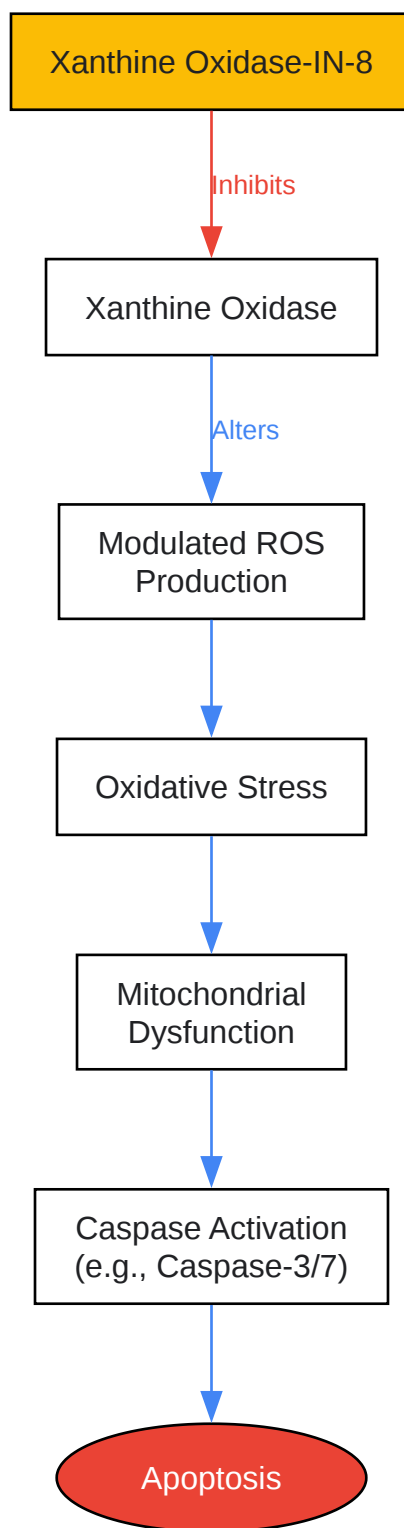 Xanthine Oxidase-IN-8
Inhibits
Xanthine Oxidase
Alters
Modulated ROS
Production
Oxidative Stress
Mitochondrial
Dysfunction
Caspase Activation
(e.g., Caspase-3/7)
Apoptosis